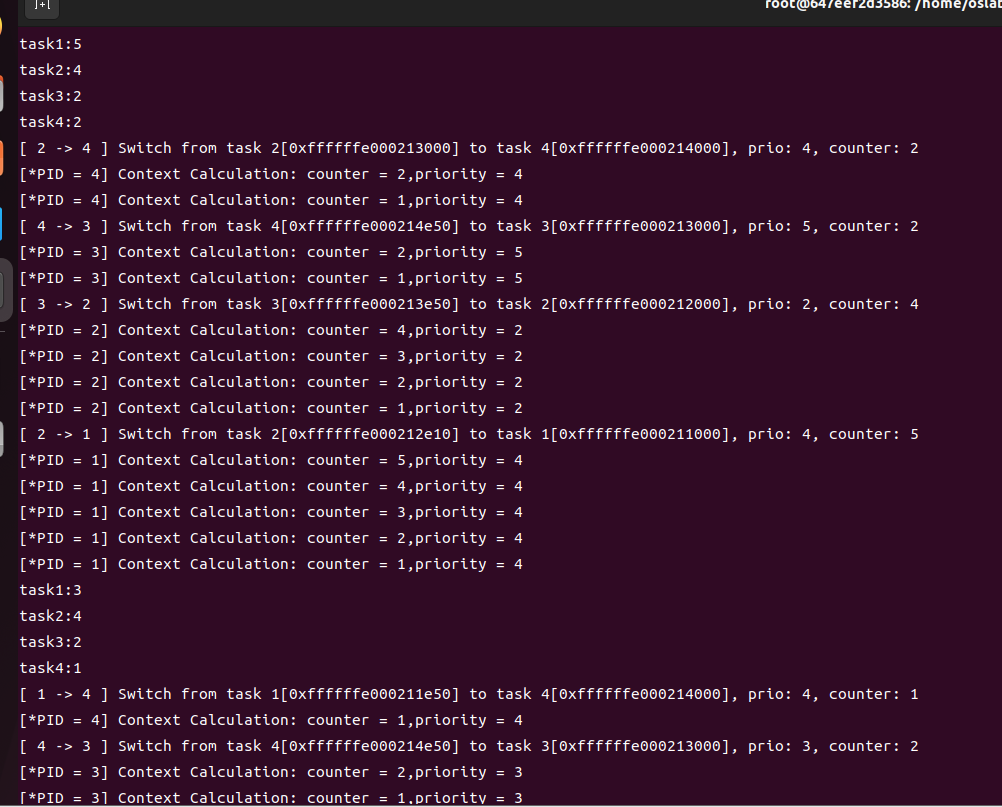 root@647eef2d3586: /home/oslab
task1:5
task2:4
task3:2
task4:2
[ 2 -> 4 ] Switch from task 2[0xffffffe000213000] to task 4[0xffffffe000214000], prio: 4, counter: 2
[*PID = 4] Context Calculation: counter = 2,priority = 4
[*PID = 4] Context Calculation: counter = 1,priority = 4
[ 4 -> 3 ] Switch from task 4[0xffffffe000214e50] to task 3[0xffffffe000213000], prio: 5, counter: 2
[*PID = 3] Context Calculation: counter = 2,priority = 5
[*PID = 3] Context Calculation: counter = 1,priority = 5
[ 3 -> 2 ] Switch from task 3[0xffffffe000213e50] to task 2[0xffffffe000212000], prio: 2, counter: 4
[*PID = 2] Context Calculation: counter = 4,priority = 2
[*PID = 2] Context Calculation: counter = 3,priority = 2
[*PID = 2] Context Calculation: counter = 2,priority = 2
[*PID = 2] Context Calculation: counter = 1,priority = 2
[ 2 -> 1 ] Switch from task 2[0xffffffe000212e10] to task 1[0xffffffe000211000], prio: 4, counter: 5
[*PID = 1] Context Calculation: counter = 5,priority = 4
[*PID = 1] Context Calculation: counter = 4,priority = 4
[*PID = 1] Context Calculation: counter = 3,priority = 4
[*PID = 1] Context Calculation: counter = 2,priority = 4
[*PID = 1] Context Calculation: counter = 1,priority = 4
task1:3
task2:4
task3:2
task4:1
[ 1 -> 4 ] Switch from task 1[0xffffffe000211e50] to task 4[0xffffffe000214000], prio: 4, counter: 1
[*PID = 4] Context Calculation: counter = 1,priority = 4
[ 4 -> 3 ] Switch from task 4[0xffffffe000214e50] to task 3[0xffffffe000213000], prio: 3, counter: 2
[*PID = 3] Context Calculation: counter = 2,priority = 3
[*PID = 3] Context Calculation: counter = 1,priority = 3